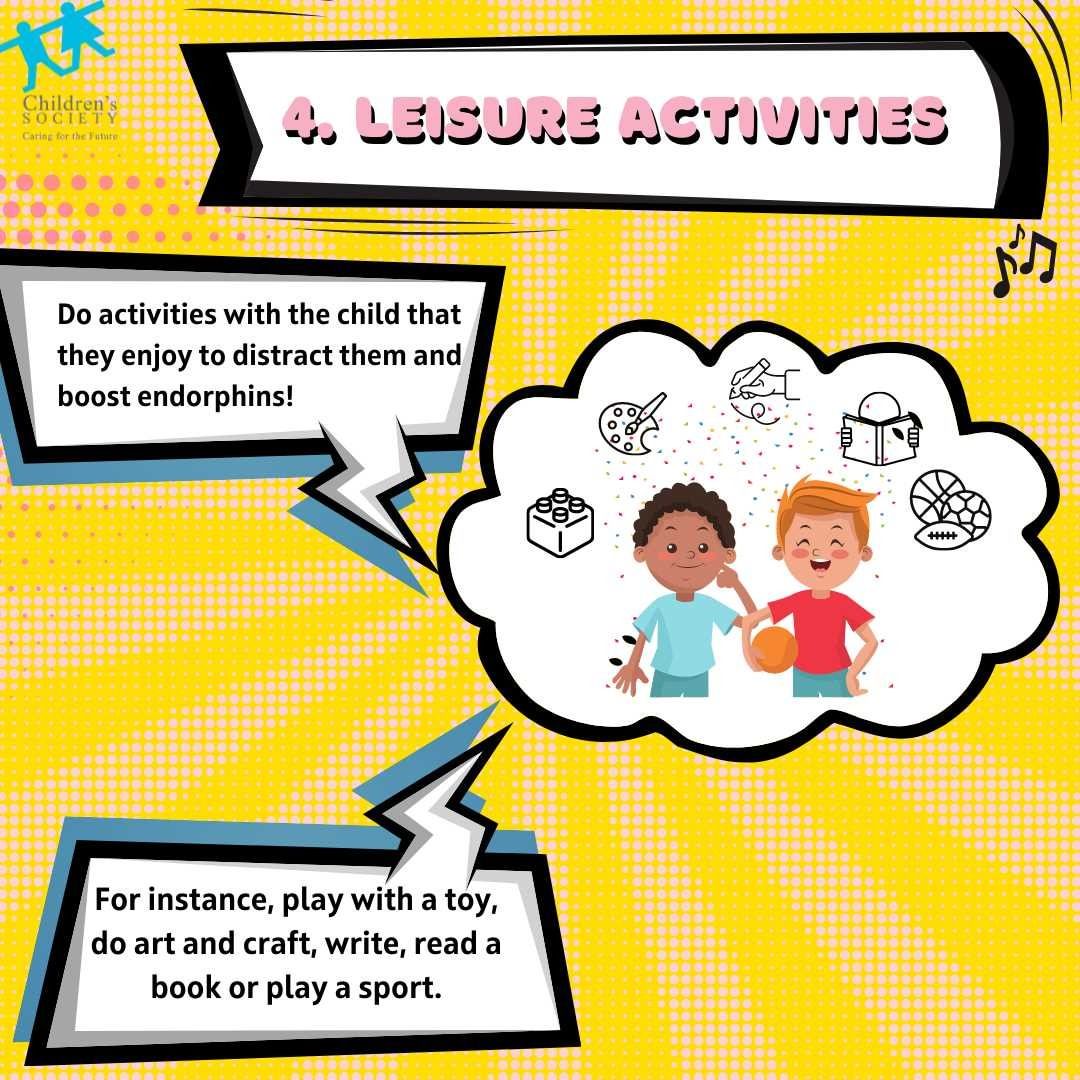 Children's
SOCIETY
Caring for the Future
4. LEISURE ACTIVITIES
Do activities with the child that
they enjoy to distract them and
boost endorphins!
For instance, play with a toy,
do art and craft, write, read a
book or play a sport.